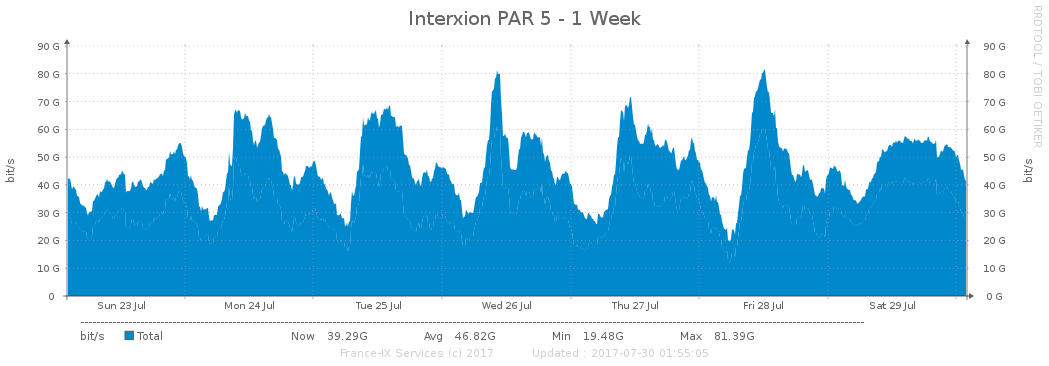 Interxion PAR 5 - 1 Week
RRDTOOL / TOBI OETIKER
bit/s
90 G 90 G
80 G 80 G
70 G 70 G
60 G 60 G
50 G 50 G
40 G 40 G
30 G 30 G
20 G 20 G
10 G 10 G
0 0 G
bit/s
Sun 23 Jul Mon 24 Jul Tue 25 Jul Wed 26 Jul Thu 27 Jul Fri 28 Jul Sat 29 Jul
bit/s Total Now 39.29G Avg 46.82G Min 19.48G Max 81.39G
France-IX Services (c) 2017 Updated : 2017-07-30 01:55:05